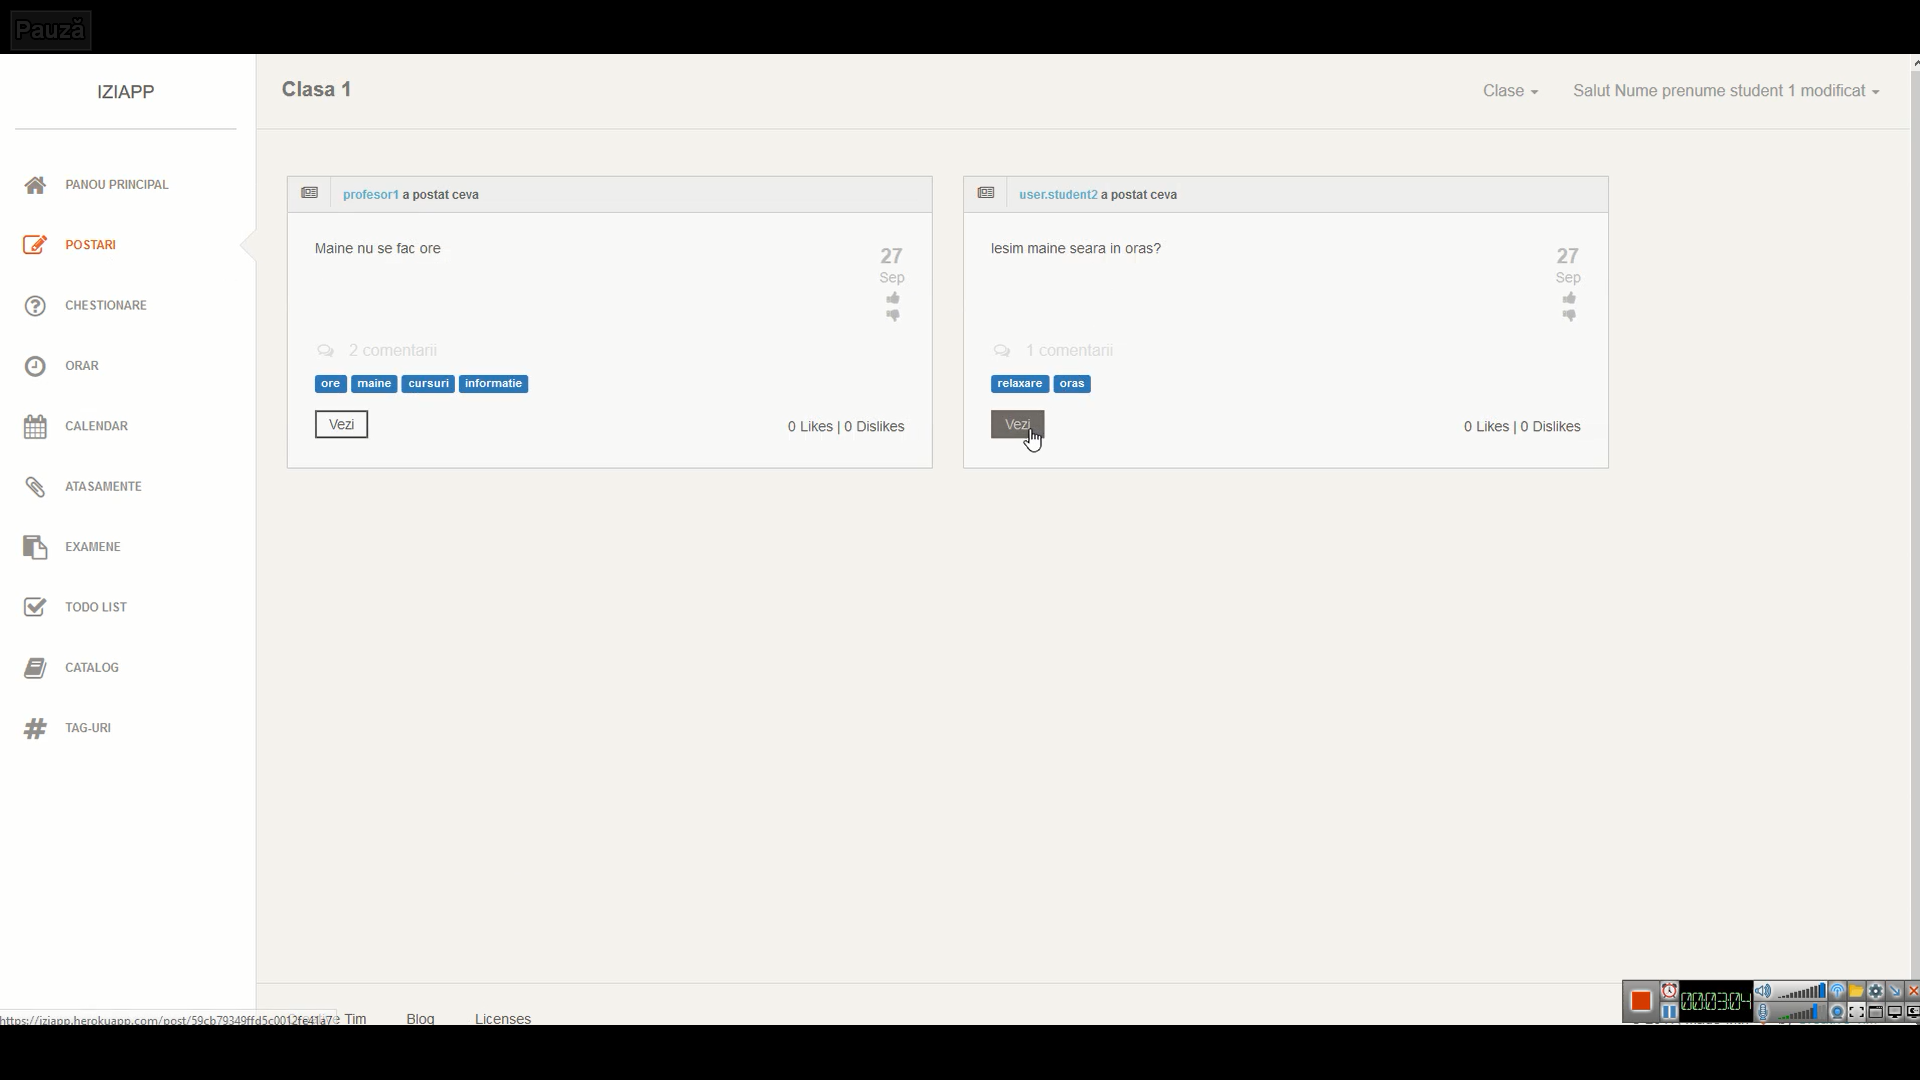 Pauză
IZIAPP
Clasa 1
Clase
Salut Nume prenume student 1 modificat
PANOU PRINCIPAL
POSTARI
CHESTIONARE
ORAR
CALENDAR
ATASAMENTE
EXAMENE
TODO LIST
CATALOG
TAG-URI
profesor1 a postat ceva
Maine nu se fac ore
27
Sep
2 comentarii
ore maine cursuri informatie
Vezi
0 Likes | 0 Dislikes
user.student2 a postat ceva
Iesim maine seara in oras?
27
Sep
1 comentarii
relaxare oras
Vezi
0 Likes | 0 Dislikes
https://iziapp.herokuapp.com/post/59cb79349ffd5c0012fe41a7
Tim
Blog
Licenses
00:03:04